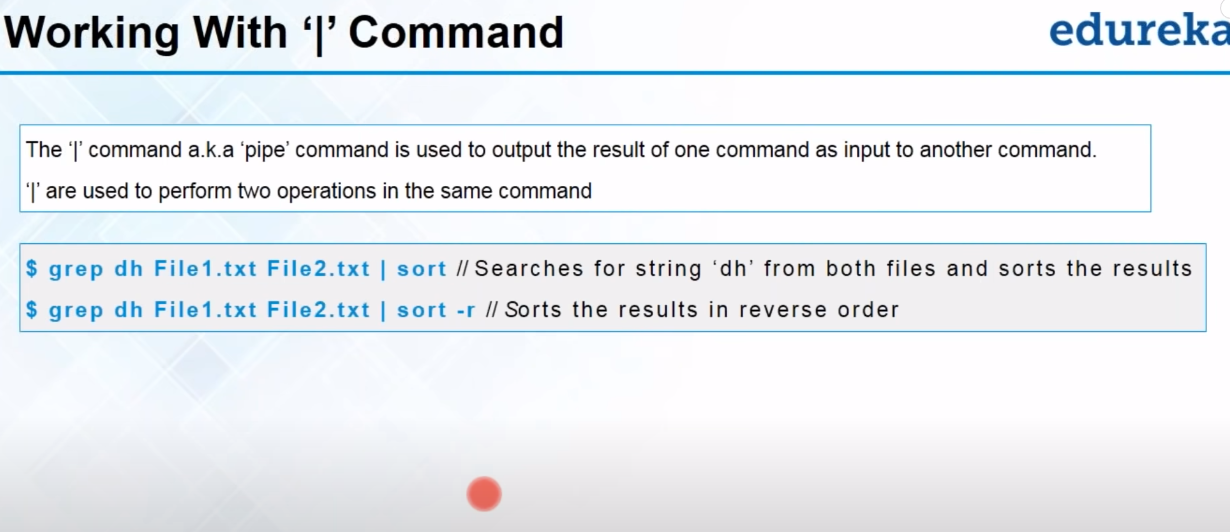 Working With ‘|’ Command
edureka
The ‘|’ command a.k.a ‘pipe’ command is used to output the result of one command as input to another command.
‘|’ are used to perform two operations in the same command
$ grep dh File1.txt File2.txt | sort // Searches for string ‘dh’ from both files and sorts the results
$ grep dh File1.txt File2.txt | sort -r // Sorts the results in reverse order